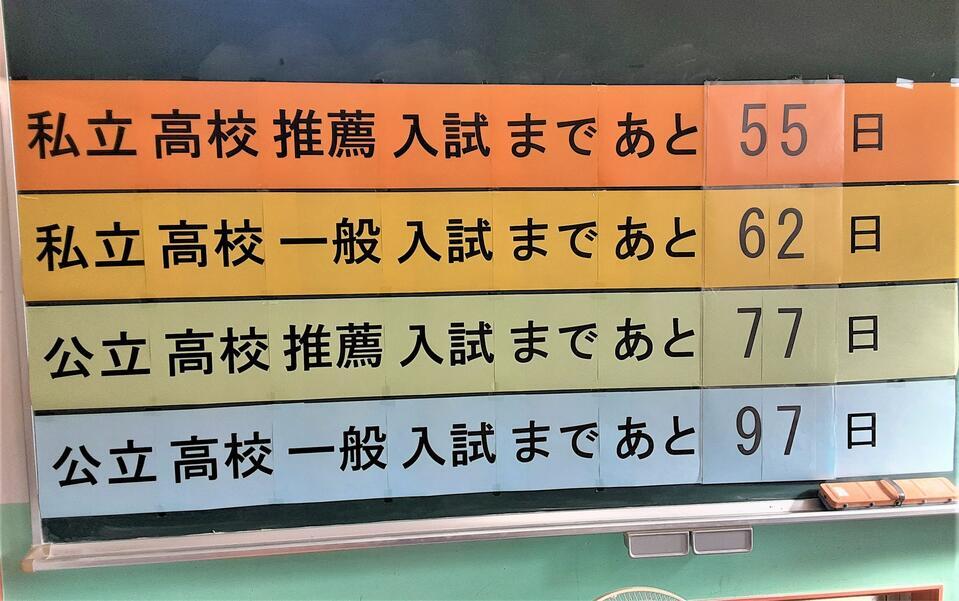 私立高校推薦入試まであと55日
私立高校一般入試まであと62日
公立高校推薦入試まであと77日
公立高校一般入試まであと97日